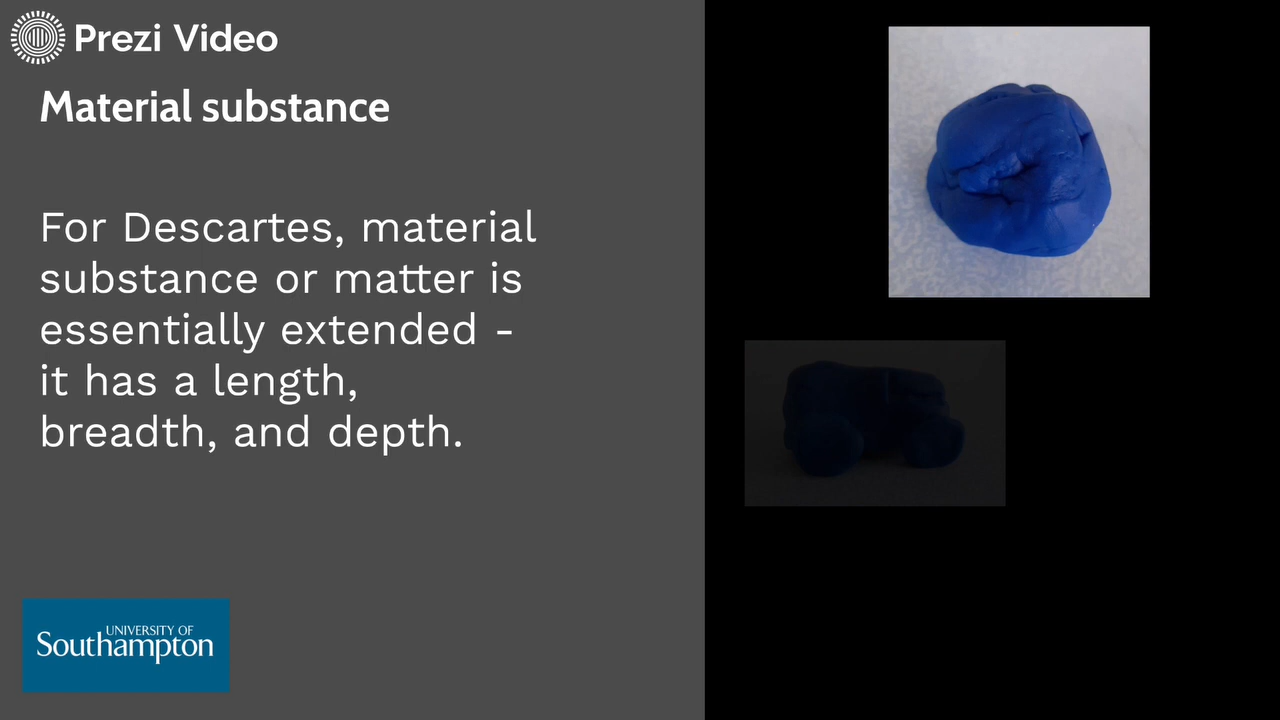 Prezi Video
Material substance
For Descartes, material
substance or matter is
essentially extended -
it has a length,
breadth, and depth.
UNIVERSITY OF
Southampton